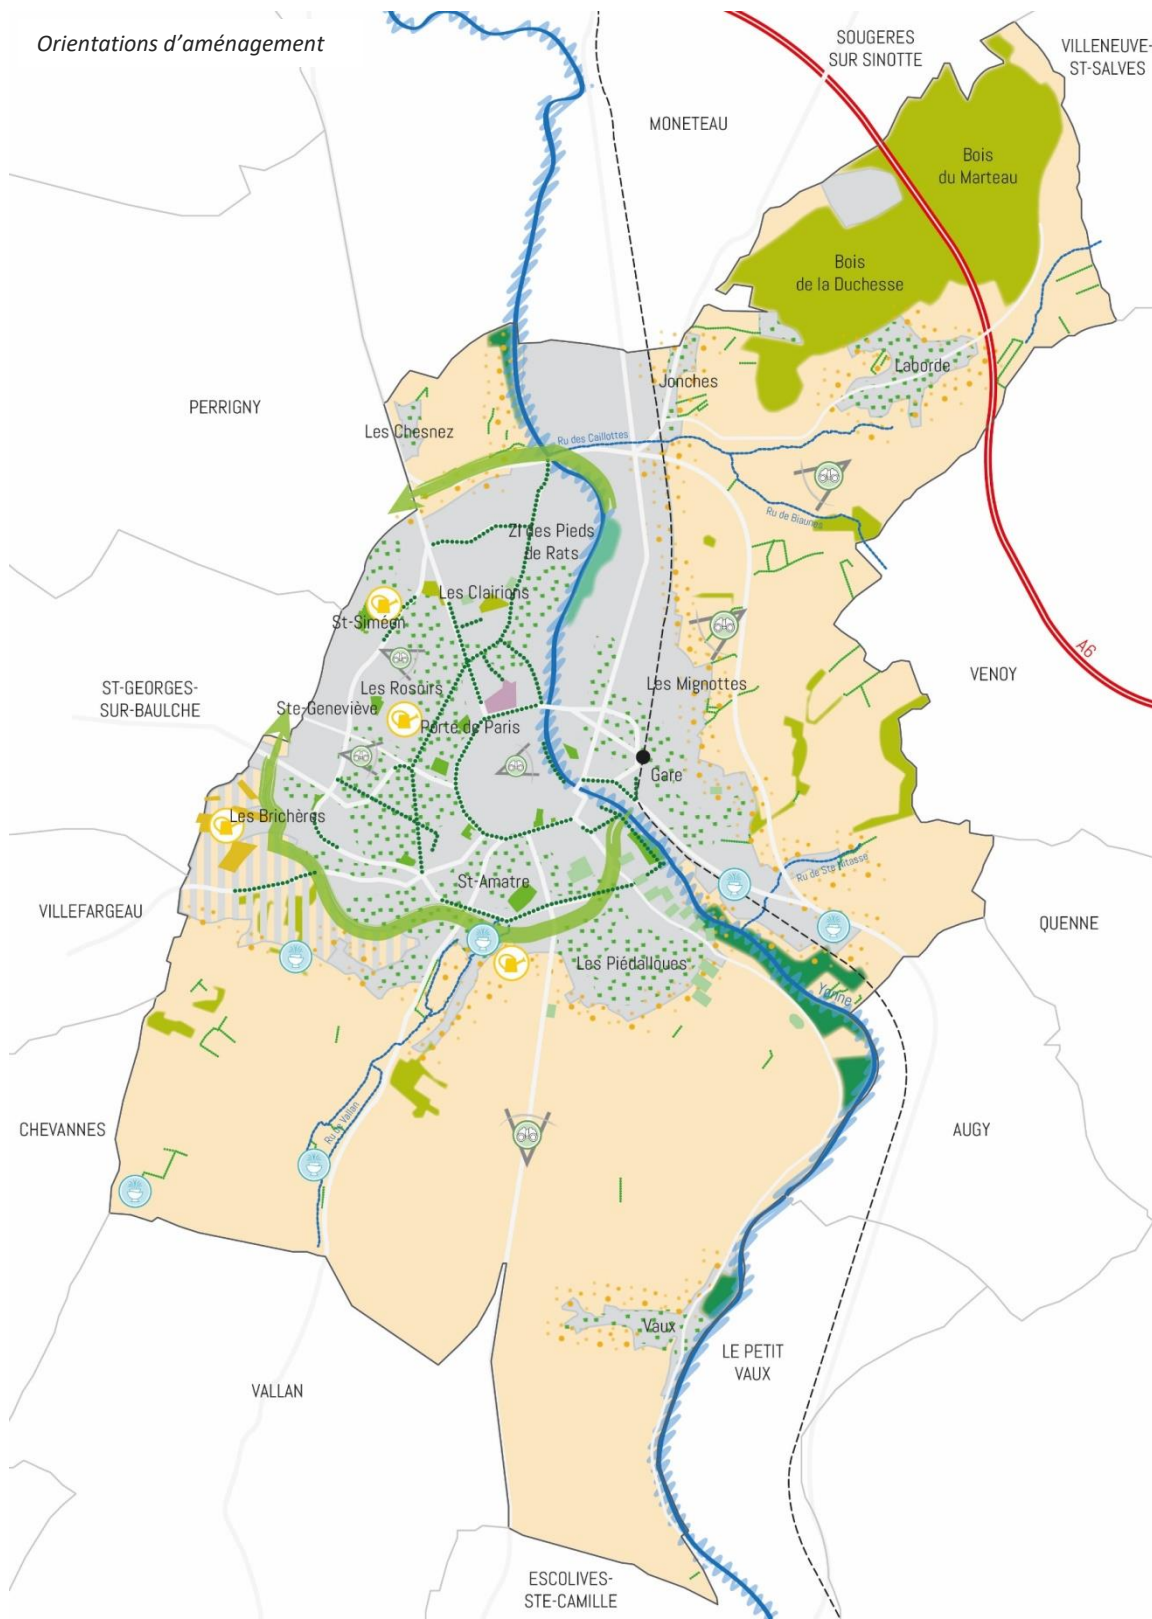 Orientations d'aménagement
SOUGERES
SUR SINOTTE
VILLENEUVE-
ST-SALVES
MONETEAU
Bois
du Marteau
Bois
de la Duchesse
Laborde
Jonches
PERRIGNY
Les Chesnez
Ru des Caillottes
Ru de Biaunes
ZI des Pieds
de Rats
Les Clairions
St-Siméon
A6
VENOY
ST-GEORGES-
SUR-BAULCHE
Les Rosoirs
Les Mignottes
Ste-Geneviève
Porte de Paris
Gare
Les Brichères
Ru de Ste Nitasse
St-Amatre
VILLEFARGEAU
QUENNE
Les Piédalloues
Yonne
CHEVANNES
Ru de Vallan
AUGY
Vaux
LE PETIT
VAUX
VALLAN
ESCOLIVES-
STE-CAMILLE